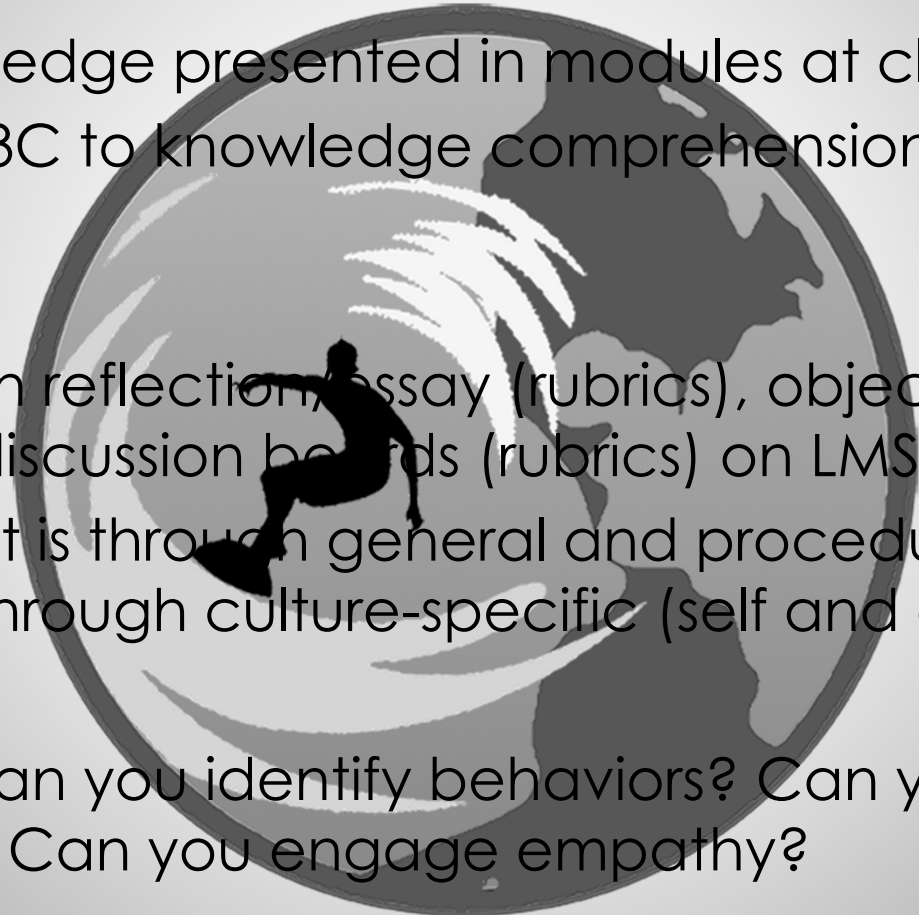 edge presented in modules at cl
BC to knowledge comprehension
n reflection/essay (rubrics), objec
discussion boards (rubrics) on LMS
t is through general and procedu
hrough culture-specific (self and
an you identify behaviors? Can y
Can you engage empathy?